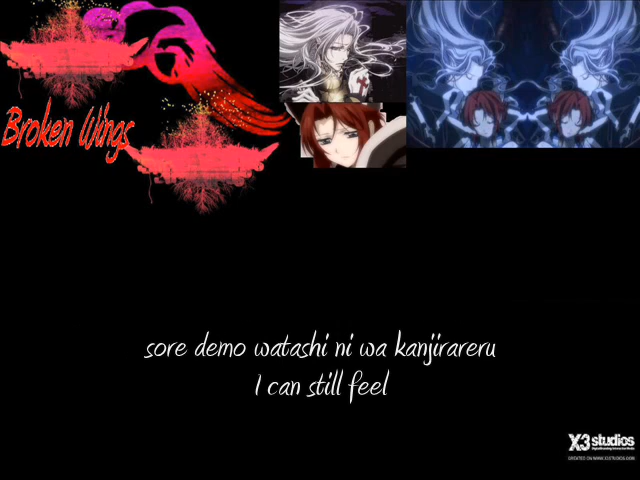 Broken Wings
sore demo watashi ni wa kanjirareru
I can still feel
X3 studios